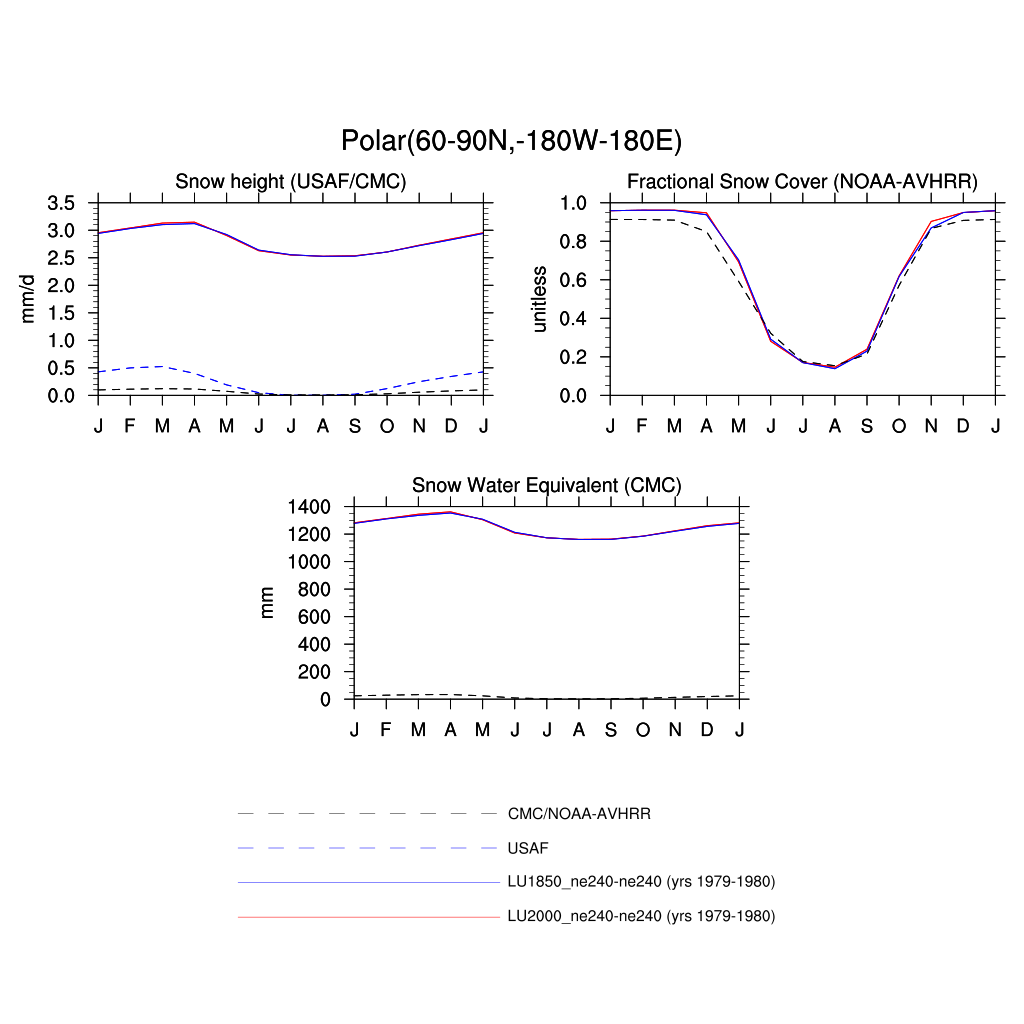 Polar(60-90N,-180W-180E)
Snow height (USAF/CMC)
3.5
3.0
2.5
2.0
1.5
1.0
0.5
0.0
mm/d
J F M A M J J A S O N D J
Fractional Snow Cover (NOAA-AVHRR)
1.0
0.8
0.6
0.4
0.2
0.0
unitless
J F M A M J J A S O N D J
Snow Water Equivalent (CMC)
1400
1200
1000
800
600
400
200
0
mm
J F M A M J J A S O N D J
CMC/NOAA-AVHRR
USAF
LU1850_ne240-ne240 (yrs 1979-1980)
LU2000_ne240-ne240 (yrs 1979-1980)